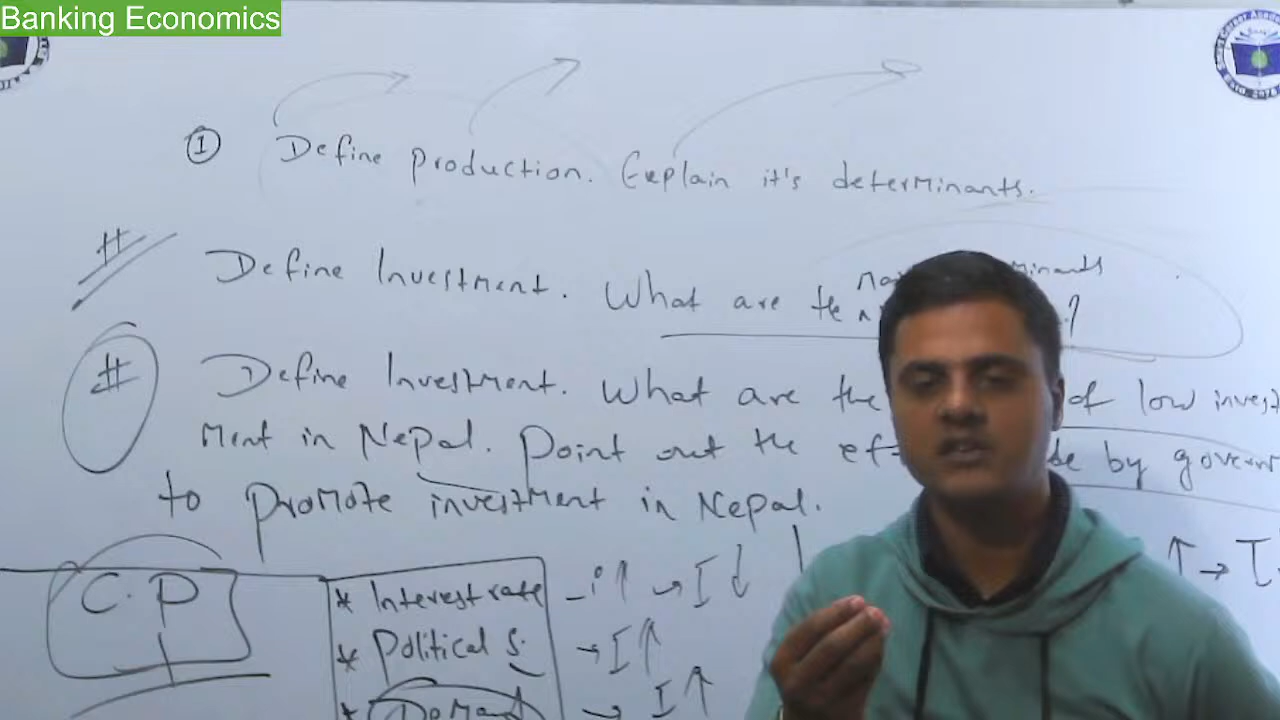 Banking Economics
① Define production. Explain it's determinants.
# Define Investment. What are the
# Define Investment. What are the of low invest
ment in Nepal. Point out the by govern
to promote investment in Nepal.
C.P
* Interest rate - i↑ → I↓
↑ → I
* Political S. → I↑
* Demand → I↑